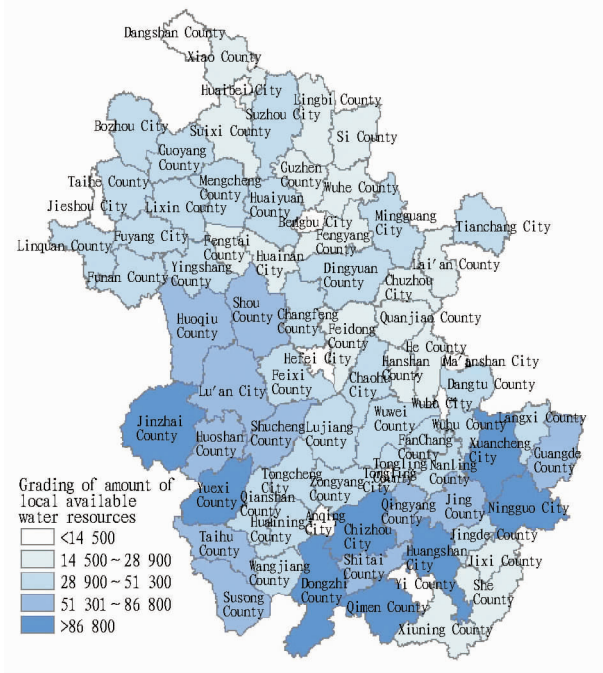 Dangshan County
Xiao County
Huaibei City
Lingbi County
Suzhou City
Bozhou City
Suixi County
Si County
Guoyang County
Guzhen County
Taihe County
Mengcheng County
Wuhe County
Huaiyuan County
Jieshou City
Lixin County
Bengbu City
Mingguang City
Tianchang City
Linquan County
Fuyang City
Fengtai County
Fengyang County
Huainan City
Lai'an County
Funan County
Yingshang County
Dingyuan County
Chuzhou City
Shou County
Huoqiu County
Changfeng County
Quanjiao County
Feidong County
He County
Hefei City
Hanshan County
Ma'anshan City
Feixi County
Chaohu City
Dangtu County
Lu'an City
Wuhu City
Jinzhai County
Wuwei County
Wuhu County
Langxi County
Shucheng County
Lujiang County
Huoshan County
FanChang County
Xuancheng City
Guangde County
Tongling County
NanLing County
Tongcheng City
Tongling City
Zongyang County
Yuexi County
Qianshan County
Qingyang County
Jing County
Ningguo City
Anqing City
Huaining County
Chizhou City
Taihu County
Jingde County
Huangshan City
Shitai County
Wangjiang County
Jixi County
Dongzhi County
Yi County
She County
Susong County
Qimen County
Xiuning County
Grading of amount of
local available
water resources
<14 500
14 500~28 900
28 900~51 300
51 301~86 800
>86 800